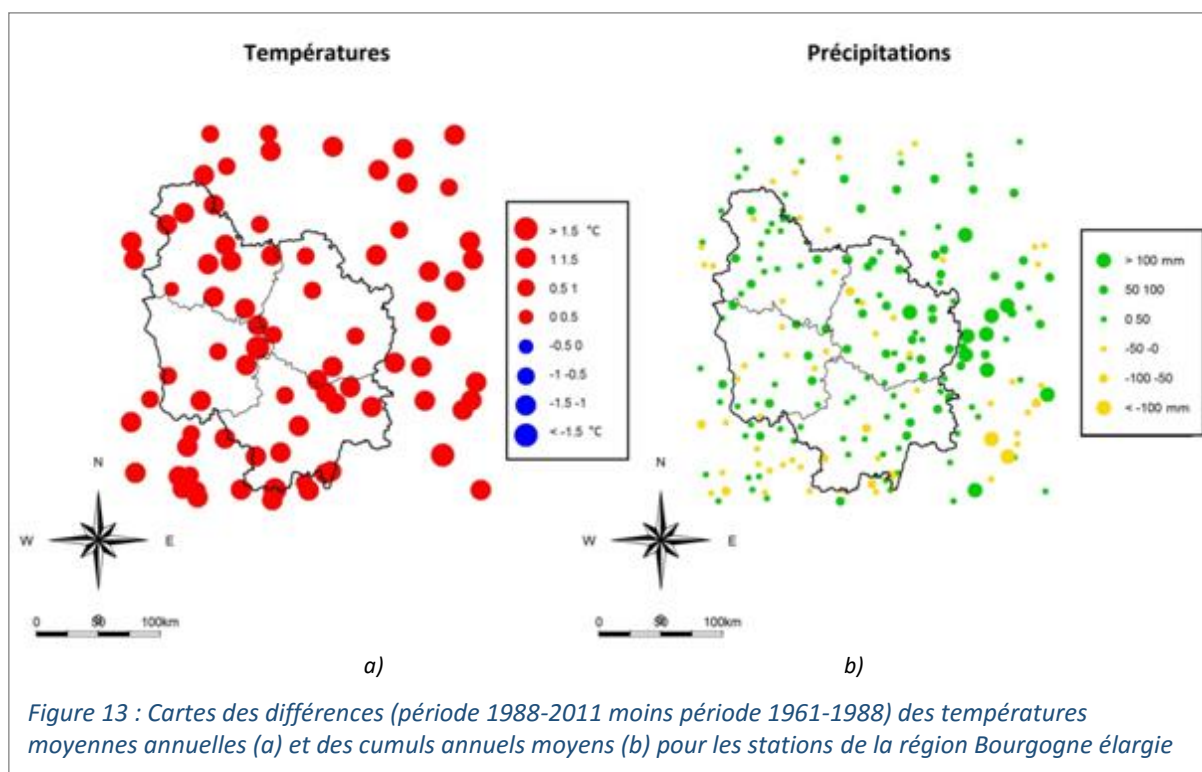 Températures
Précipitations
> 1.5 °C
1 1.5
0.5 1
0 0.5
-0.5 0
-1 -0.5
-1.5 -1
< -1.5 °C
> 100 mm
50 100
0 50
-50 -0
-100 -50
< -100 mm
N
W E
S
0 50 100km
N
W E
S
0 50 100km
a)
b)
Figure 13 : Cartes des différences (période 1988-2011 moins période 1961-1988) des températures
moyennes annuelles (a) et des cumuls annuels moyens (b) pour les stations de la région Bourgogne élargie